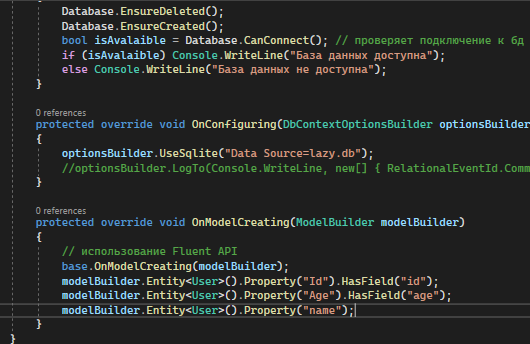 {
Database.EnsureDeleted();
Database.EnsureCreated();
bool isAvalaible = Database.CanConnect(); // проверяет подключение к бд
if (isAvalaible) Console.WriteLine("База данных доступна");
else Console.WriteLine("База данных не доступна");
}
0 references
protected override void OnConfiguring(DbContextOptionsBuilder optionsBuilder
{
optionsBuilder.UseSqlite("Data Source=lazy.db");
//optionsBuilder.LogTo(Console.WriteLine, new[] { RelationalEventId.Comm
}
0 references
protected override void OnModelCreating(ModelBuilder modelBuilder)
{
// использование Fluent API
base.OnModelCreating(modelBuilder);
modelBuilder.Entity<User>().Property("Id").HasField("id");
modelBuilder.Entity<User>().Property("Age").HasField("age");
modelBuilder.Entity<User>().Property("name");
}
}